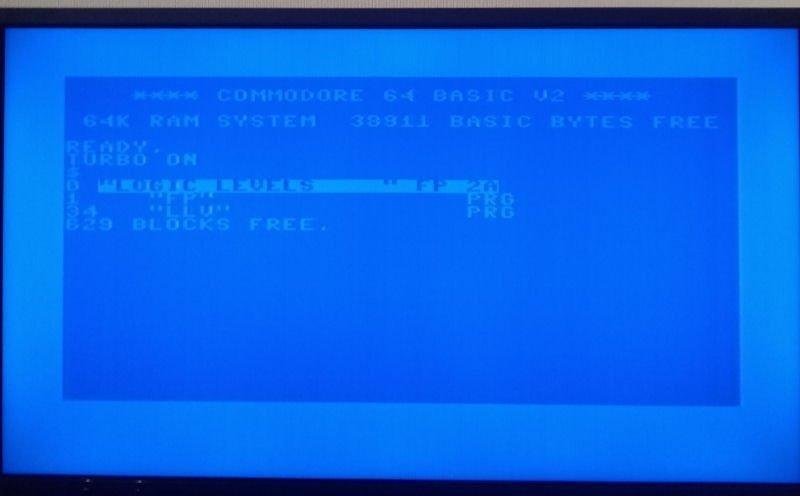 **** COMMODORE 64 BASIC V2 ****
64K RAM SYSTEM 38911 BASIC BYTES FREE
READY.
TURBO ON
$
0 "LOGIC LEVELS " FP 2A
1 "FP" PRG
34 "LLV" PRG
629 BLOCKS FREE.